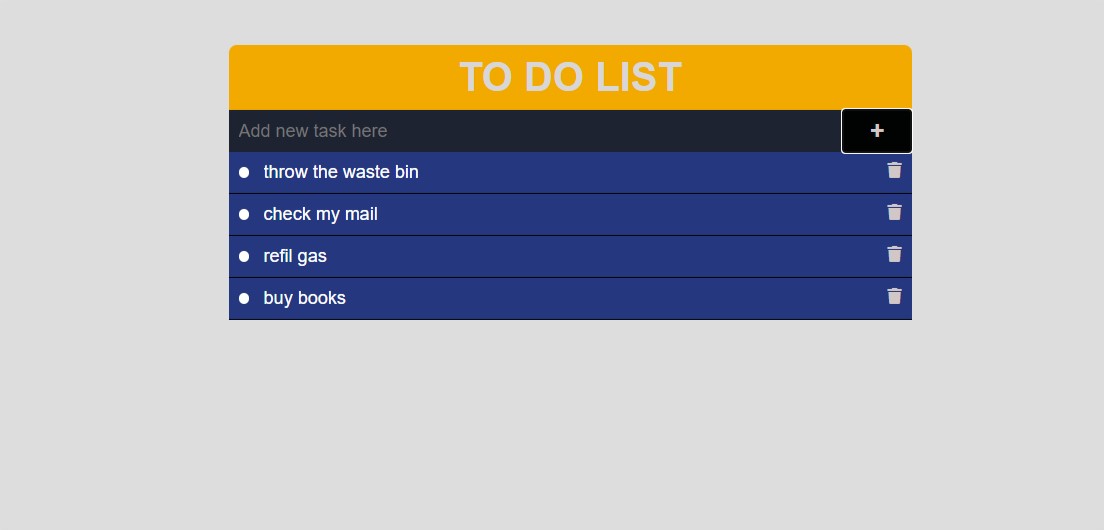 TO DO LIST
Add new task here
+
throw the waste bin
check my mail
refil gas
buy books